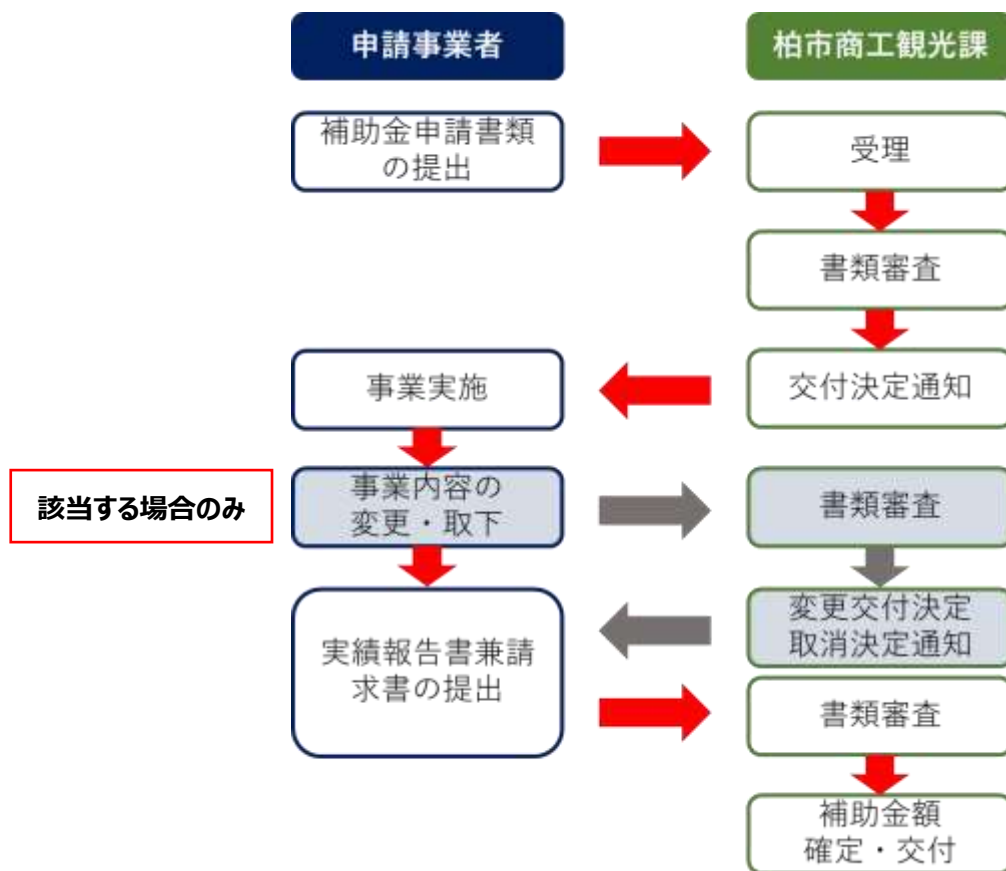 申請事業者
柏市商工観光課
補助金申請書類
の提出
受理
書類審査
事業実施
交付決定通知
該当する場合のみ
事業内容の
変更・取下
書類審査
実績報告書兼請
求書の提出
変更交付決定
取消決定通知
書類審査
補助金額
確定・交付